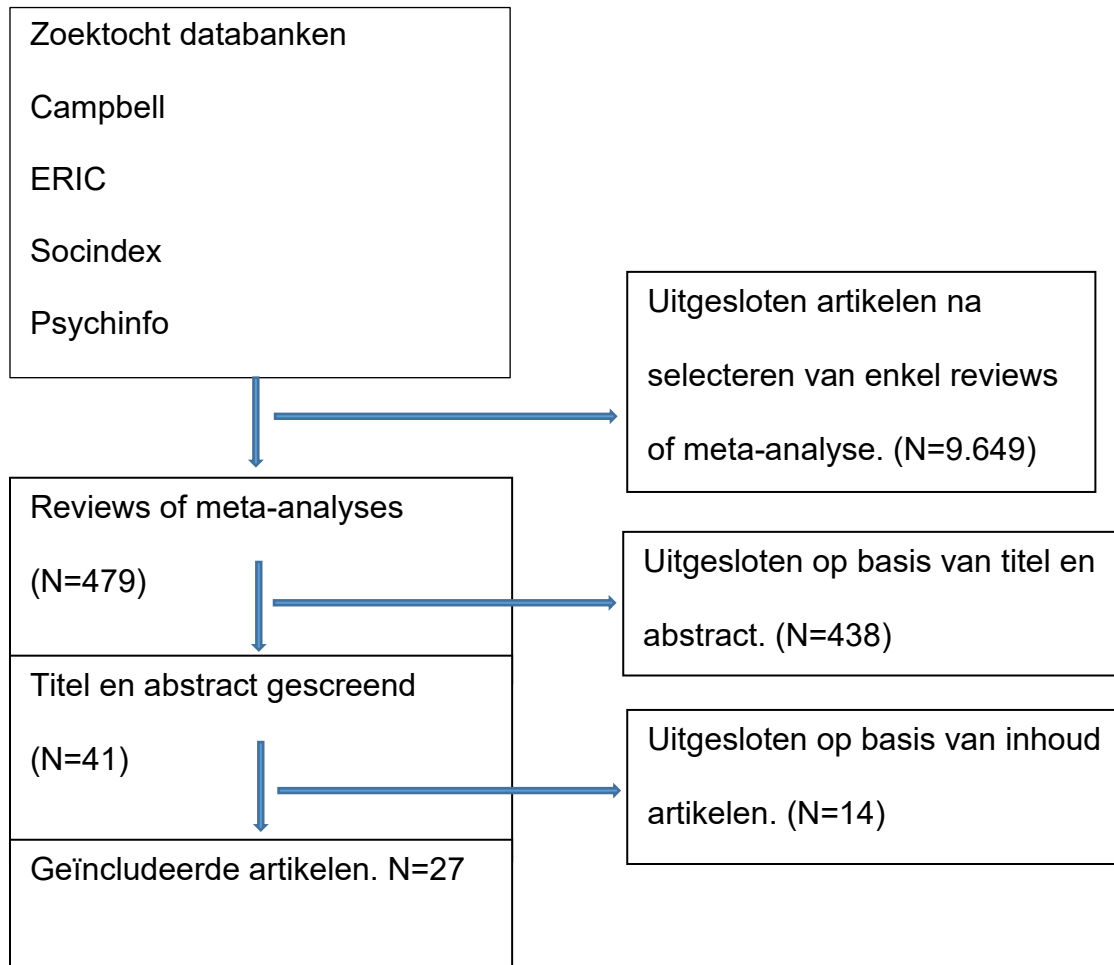 Zoektocht databanken
Campbell
ERIC
Socindex
Psychinfo
Uitgesloten artikelen na
selecteren van enkel reviews
of meta-analyse. (N=9.649)
Reviews of meta-analyses
(N=479)
Uitgesloten op basis van titel en
abstract. (N=438)
Titel en abstract gescreend
(N=41)
Uitgesloten op basis van inhoud
artikelen. (N=14)
Geïncludeerde artikelen. N=27